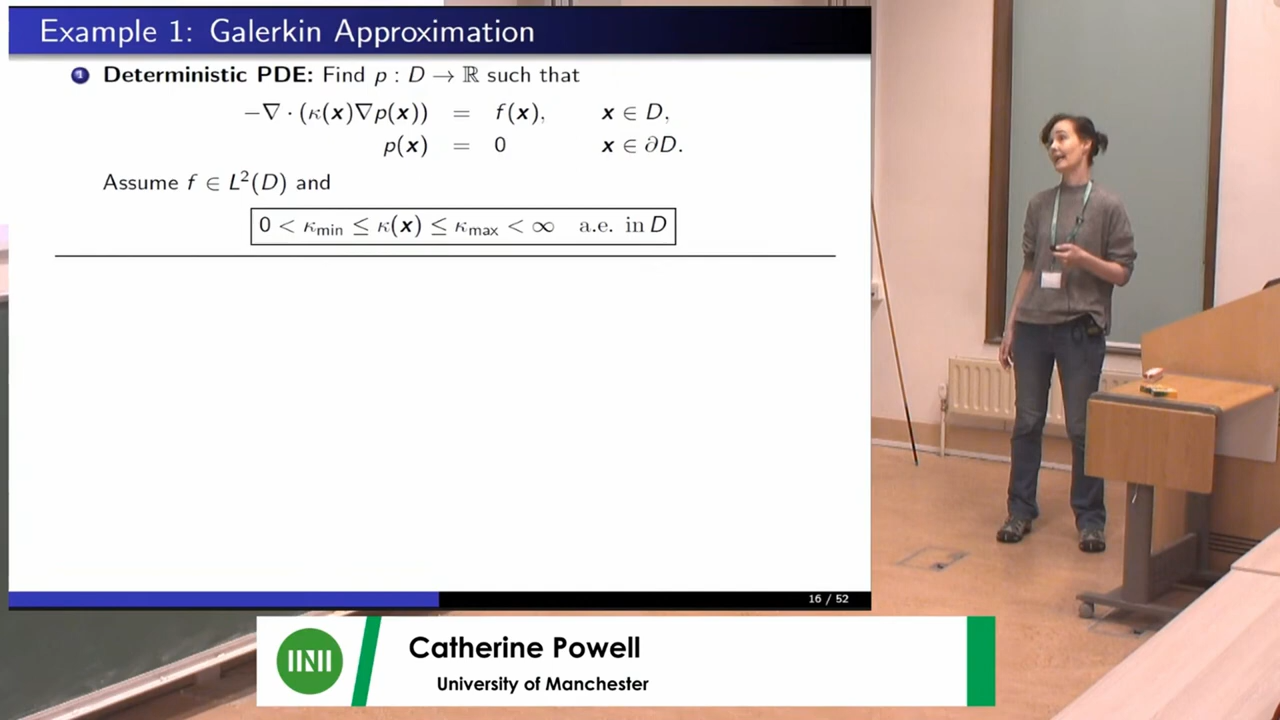 Example 1: Galerkin Approximation
1 Deterministic PDE: Find p : D → ℝ such that
−∇ · (κ(x)∇p(x)) = f(x), x ∈ D,
p(x) = 0 x ∈ ∂D.
Assume f ∈ L²(D) and
0 < κ_min ≤ κ(x) ≤ κ_max < ∞ a.e. in D
16 / 52
Catherine Powell
University of Manchester